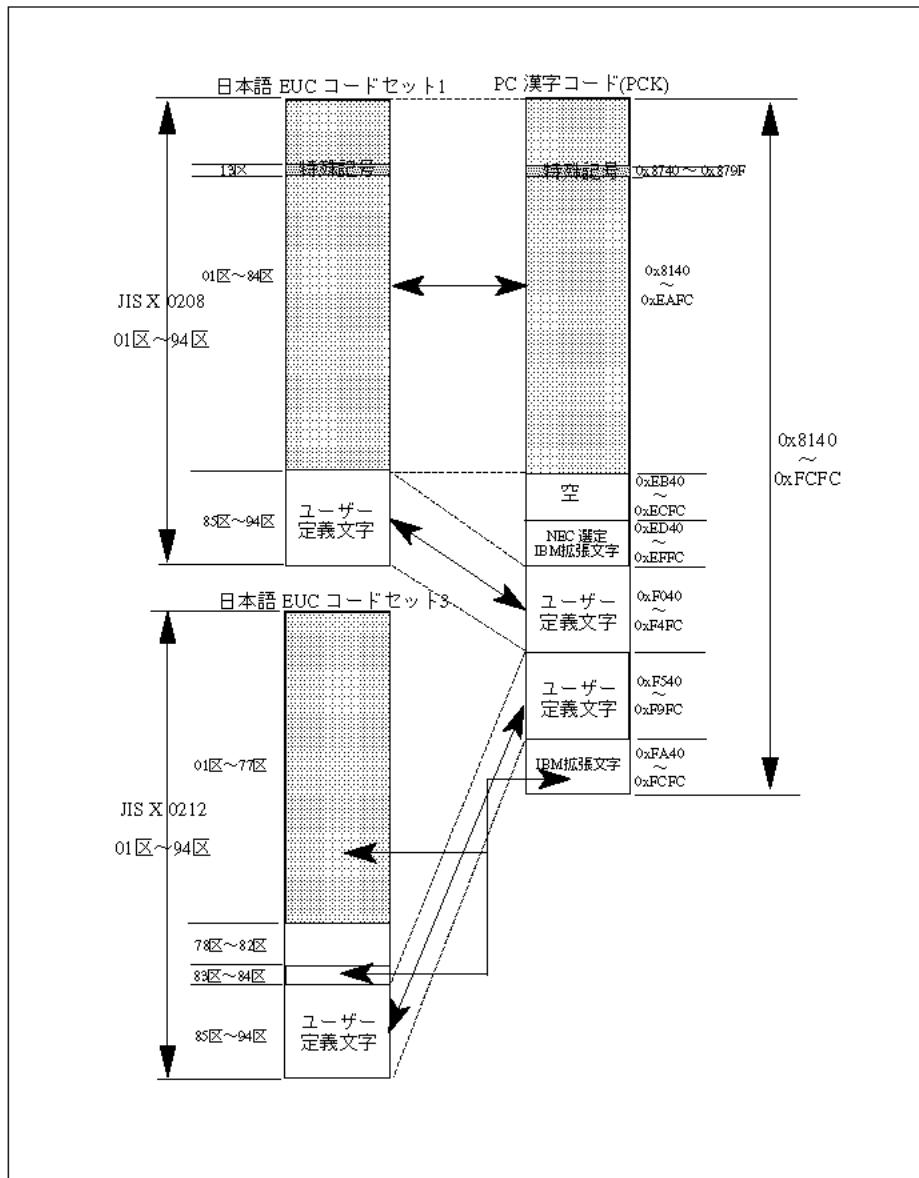 日本語 EUC コードセット1
PC 漢字コード(PCK)
13区
特殊記号
特殊記号
0x8740 ～ 0x879F
01区～84区
0x8140
～
0xEAFC
JIS X 0208
01区～94区
0x8140
～
0xFCFC
85区～94区
ユーザー
定義文字
空
0xEB40
～
0xECFC
NEC 選定
IBM拡張文字
0xED40
～
0xEFFC
ユーザー
定義文字
0xF040
～
0xF4FC
日本語 EUC コードセット3
ユーザー
定義文字
0xF540
～
0xF9FC
IBM拡張文字
0xFA40
～
0xFCFC
01区～77区
JIS X 0212
01区～94区
78区～82区
83区～84区
85区～94区
ユーザー
定義文字